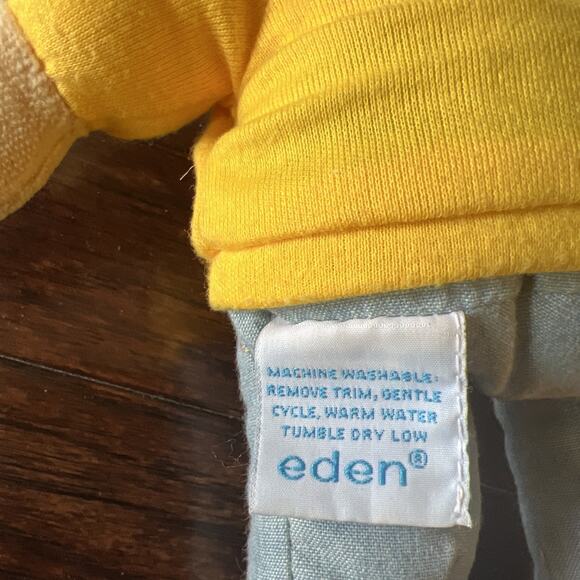 MACHINE WASHABLE:
REMOVE TRIM, GENTLE
CYCLE, WARM WATER
TUMBLE DRY LOW
eden®